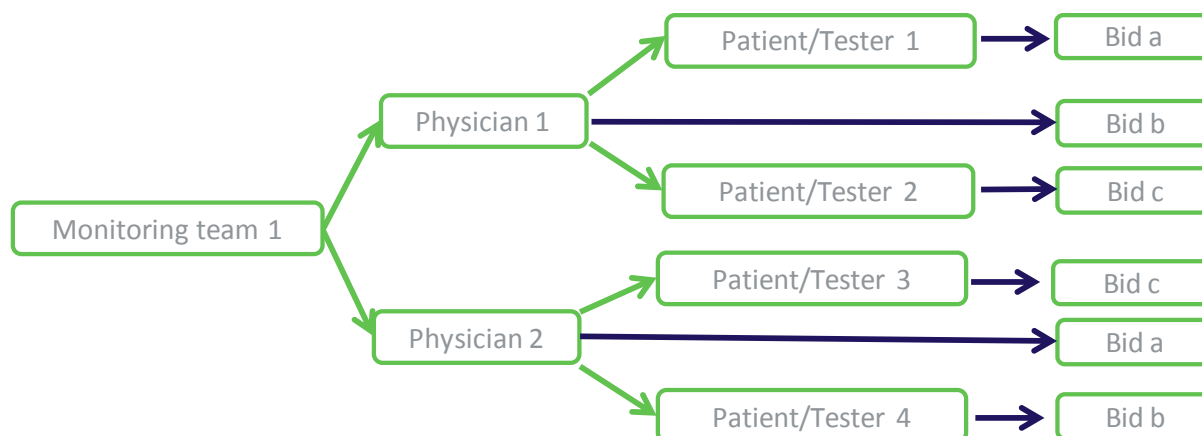 Patient/Tester 1
Bid a
Physician 1
Bid b
Patient/Tester 2
Bid c
Monitoring team 1
Patient/Tester 3
Bid c
Physician 2
Bid a
Patient/Tester 4
Bid b